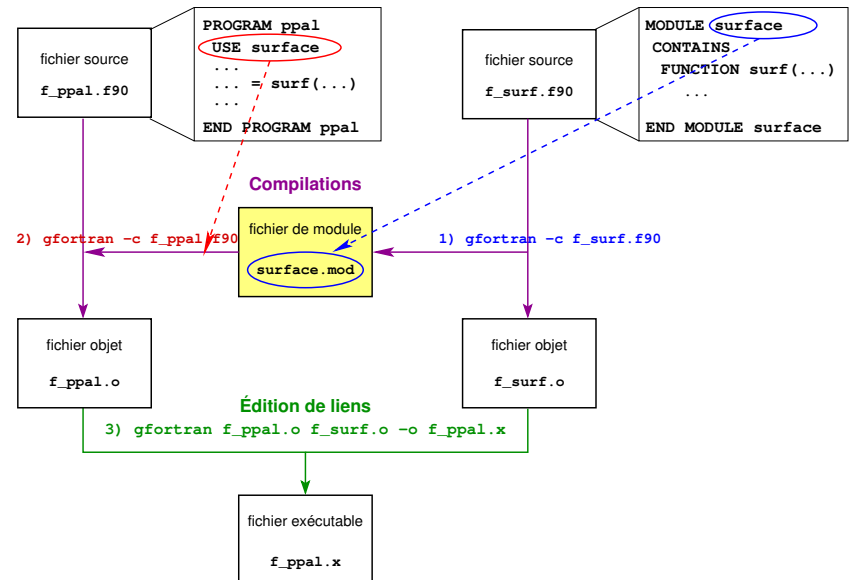 fichier source
f_ppal.f90
PROGRAM ppal
USE surface
...
... = surf(...)
...
END PROGRAM ppal
fichier source
f_surf.f90
MODULE surface
CONTAINS
FUNCTION surf(...)
...
END MODULE surface
Compilations
2) gfortran −c f_ppal.f90
fichier de module
surface.mod
1) gfortran −c f_surf.f90
fichier objet
f_ppal.o
fichier objet
f_surf.o
Édition de liens
3) gfortran f_ppal.o f_surf.o −o f_ppal.x
fichier exécutable
f_ppal.x